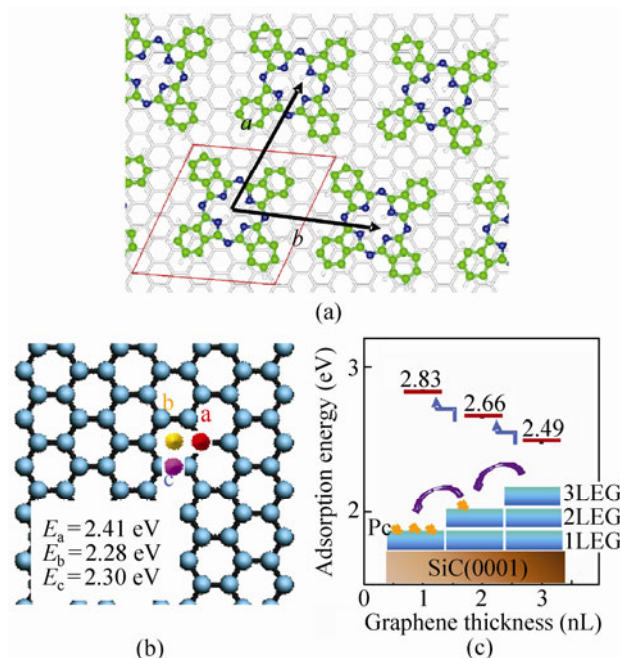 a
b
(a)
b
a
c
Ea = 2.41 eV
Eb = 2.28 eV
Ec = 2.30 eV
(b)
Adsorption energy (eV)
3
2
2.83
2.66
2.49
Pc
3LEG
2LEG
1LEG
SiC(0001)
0 1 2 3
Graphene thickness (nL)
(c)